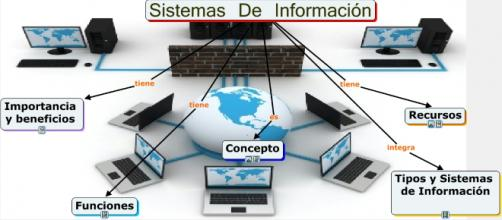 Sistemas De Información
tiene
tiene
tiene
es
integra
Importancia
y beneficios
Recursos
Concepto
Tipos y Sistemas
de Información
Funciones